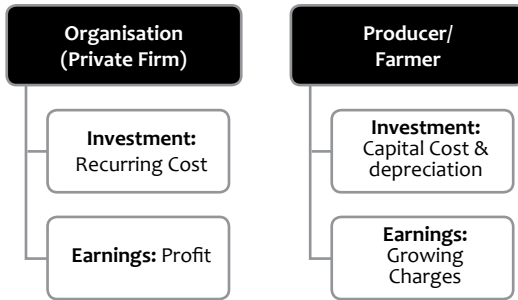 Organisation
(Private Firm)
Investment:
Recurring Cost
Earnings: Profit
Producer/
Farmer
Investment:
Capital Cost &
depreciation
Earnings:
Growing
Charges